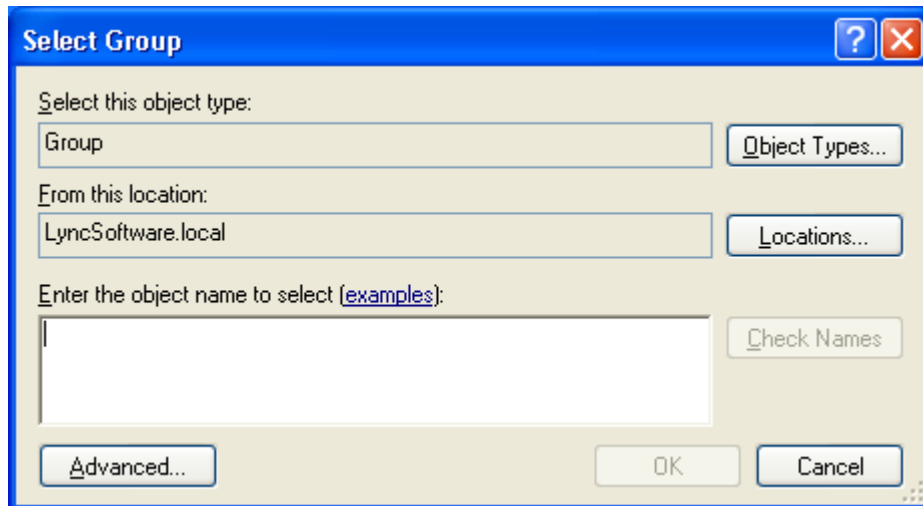 Select Group
?
Select this object type:
Group
Object Types...
From this location:
LyncSoftware.local
Locations...
Enter the object name to select (examples):
Check Names
Advanced...
OK
Cancel